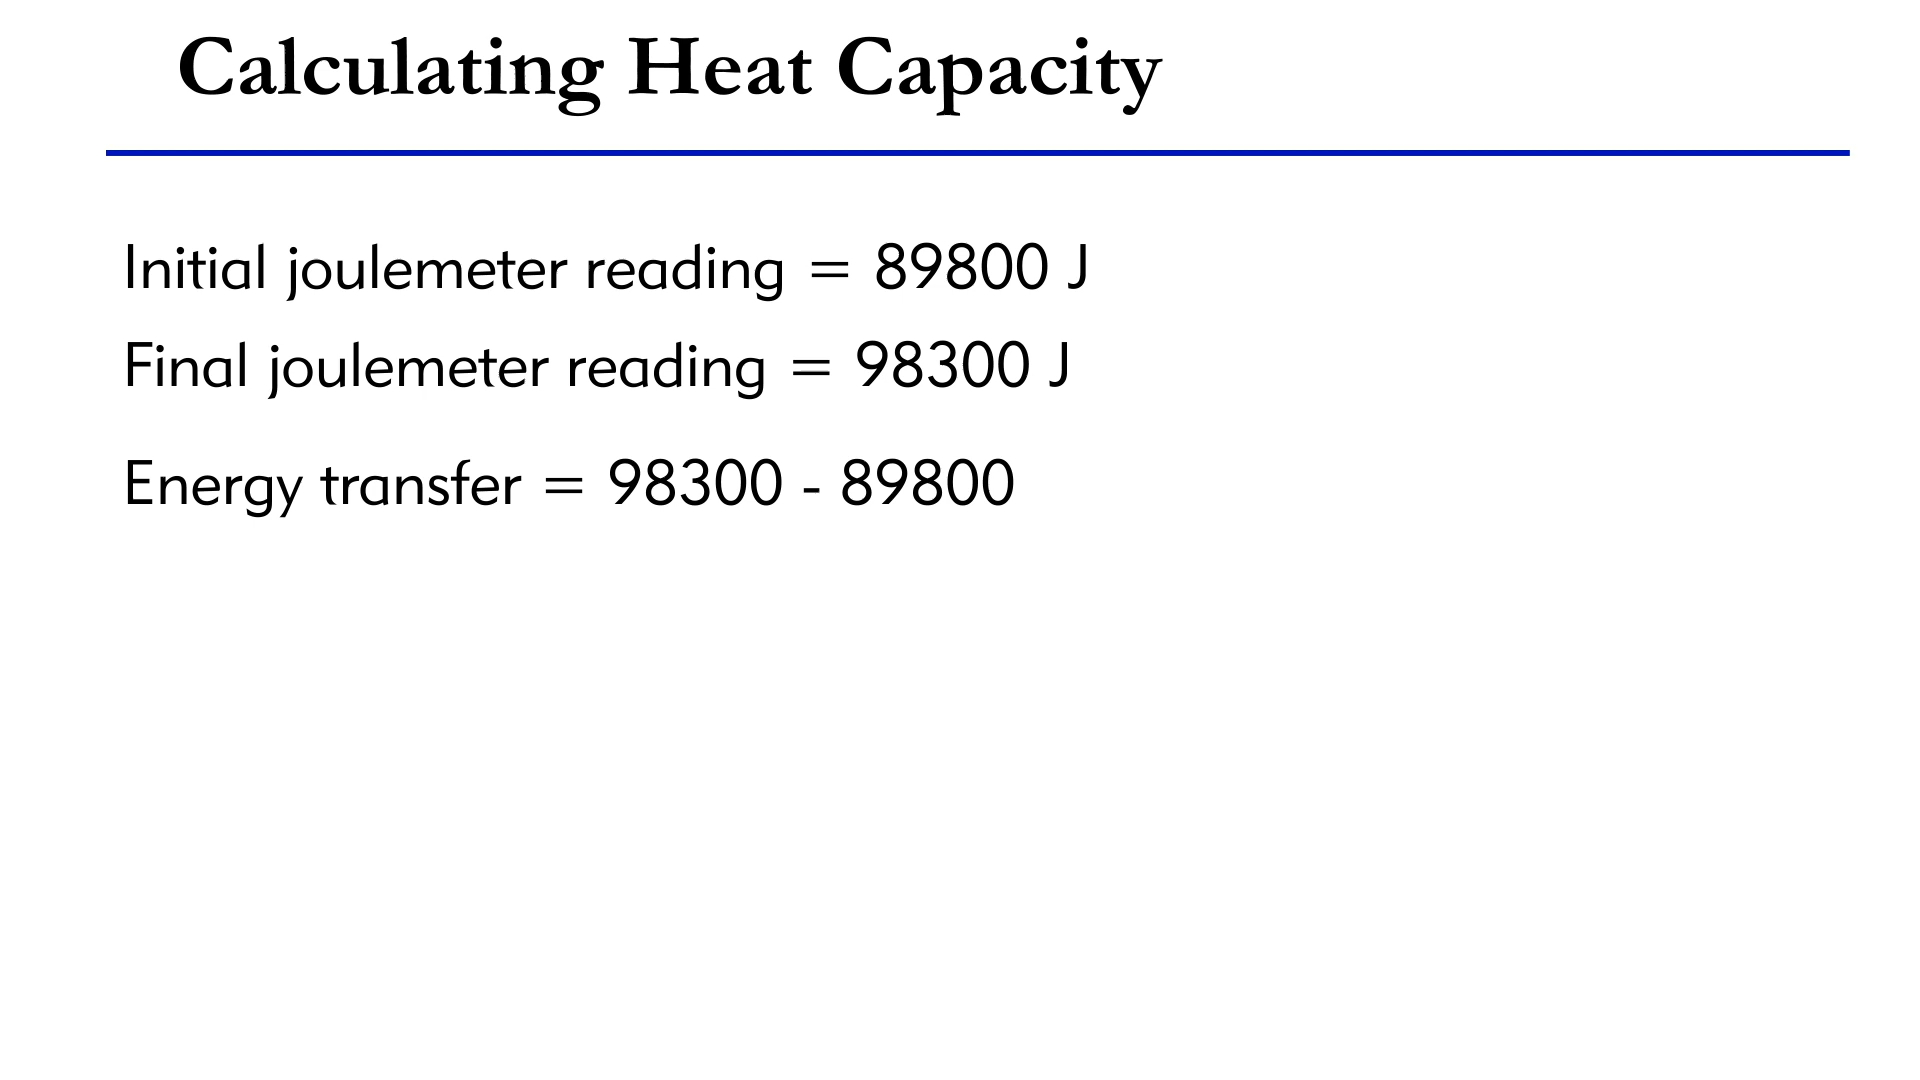 Calculating Heat Capacity
Initial joulemeter reading = 89800 J
Final joulemeter reading = 98300 J
Energy transfer = 98300 - 89800